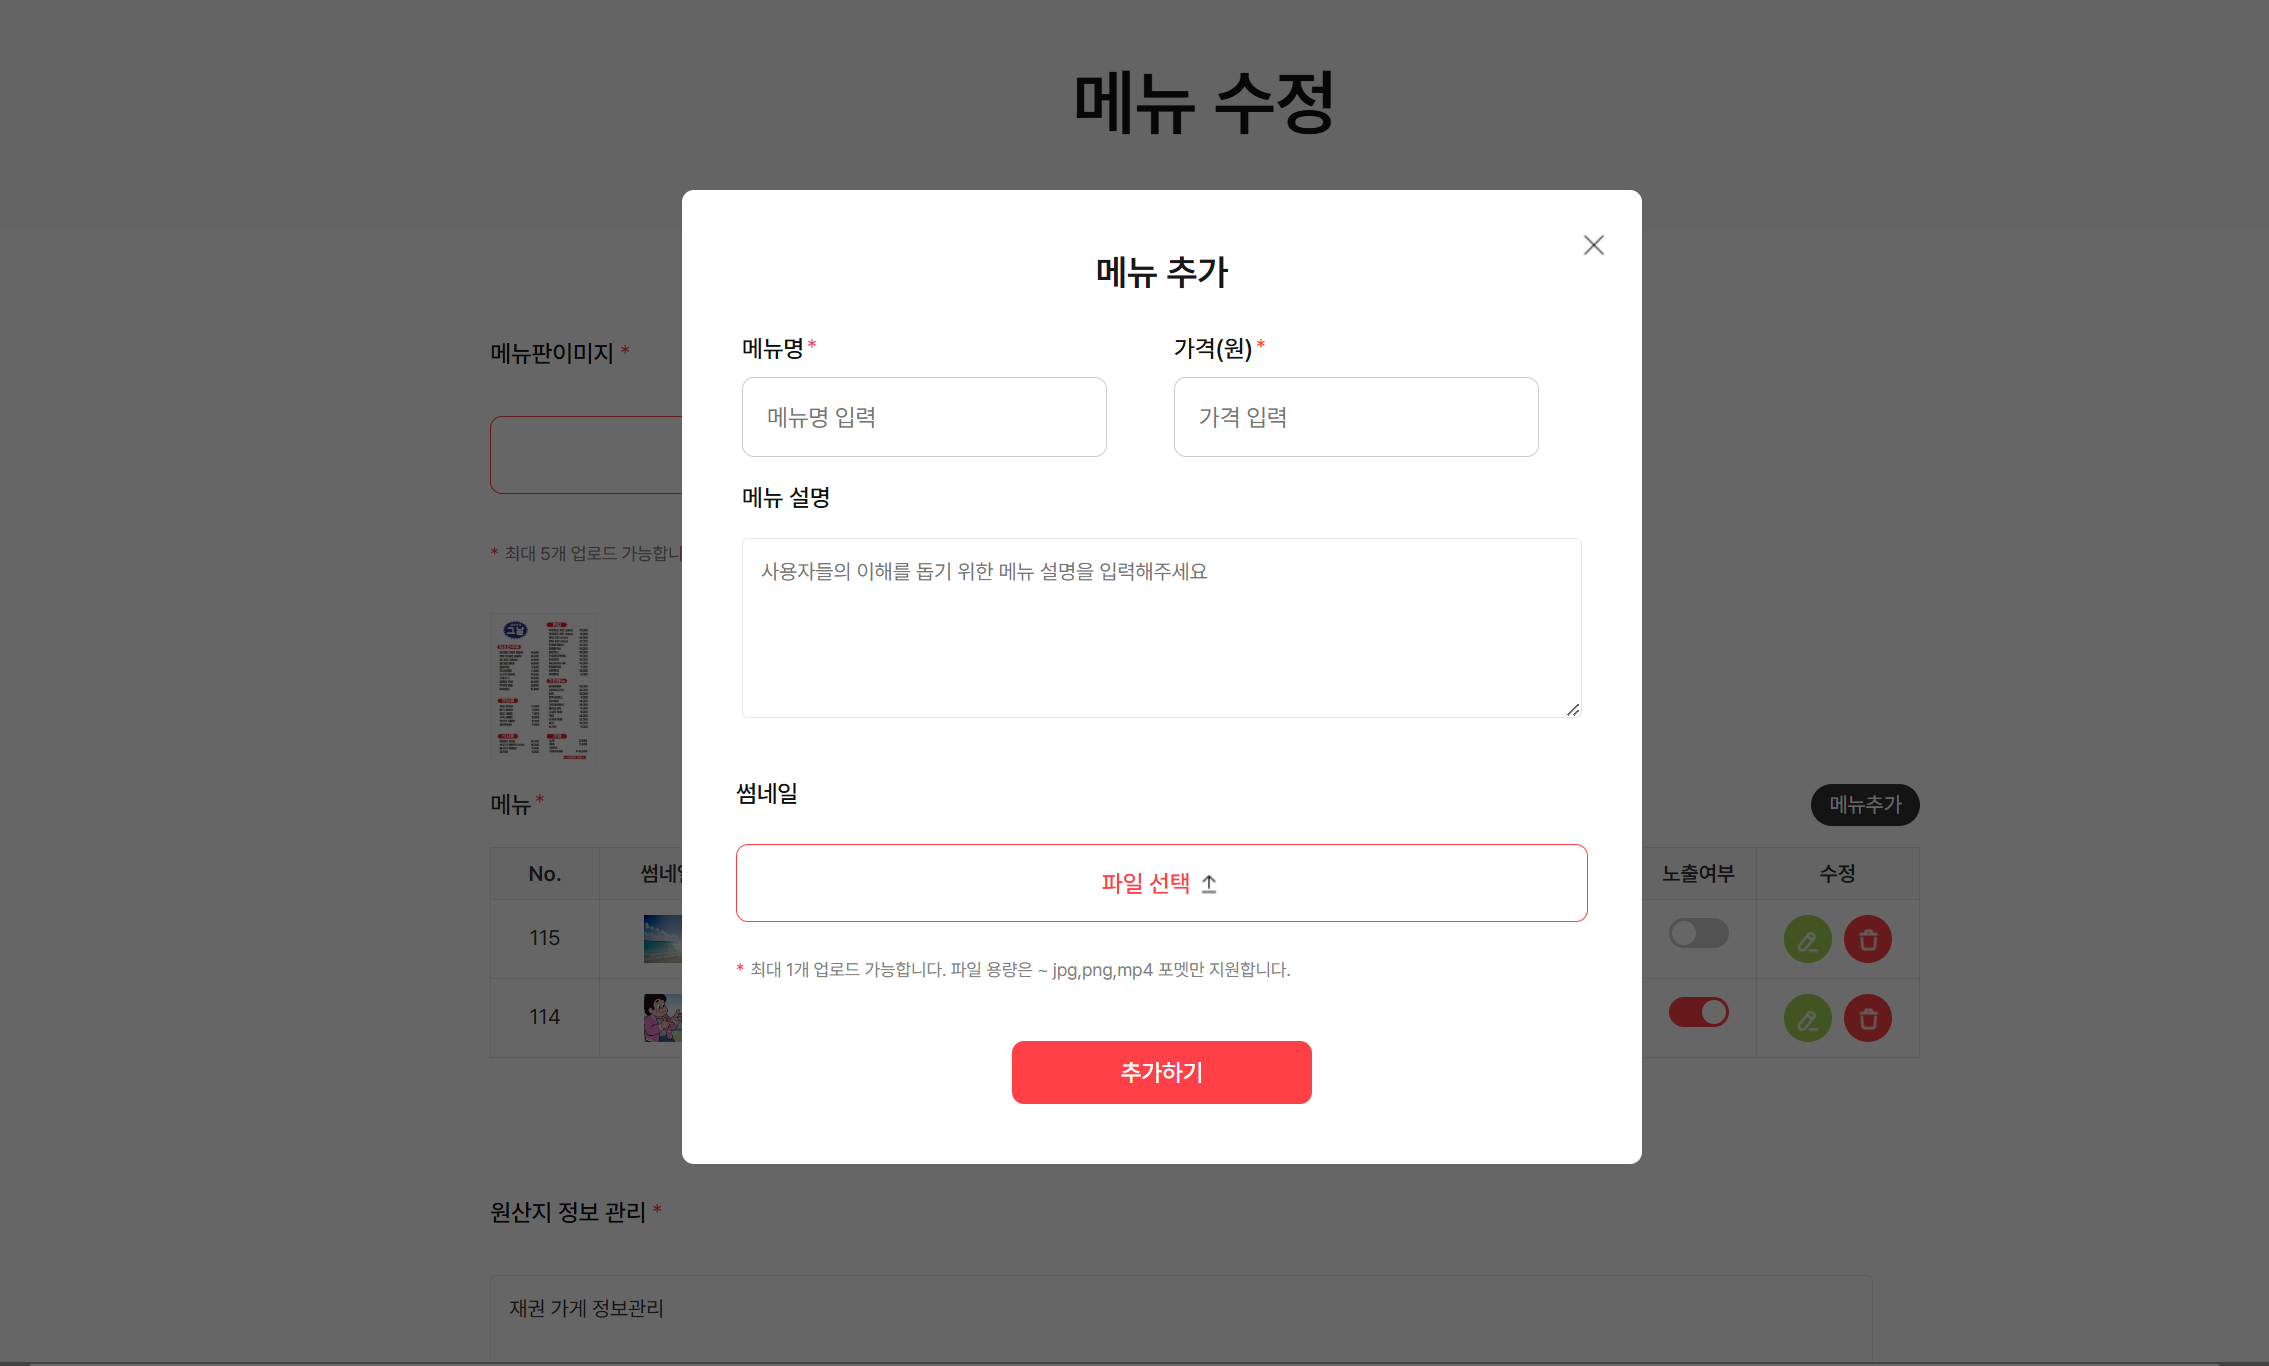 메뉴 수정
메뉴 추가
메뉴명*
가격(원)*
메뉴명 입력
가격 입력
메뉴 설명
사용자들의 이해를 돕기 위한 메뉴 설명을 입력해주세요
썸네일
파일 선택
* 최대 1개 업로드 가능합니다. 파일 용량은 ~ jpg,png,mp4 포멧만 지원합니다.
추가하기
메뉴판이미지 *
* 최대 5개 업로드 가능합니
그날
메뉴*
메뉴추가
No.
노출여부
수정
115
114
원산지 정보 관리 *
재권 가게 정보관리